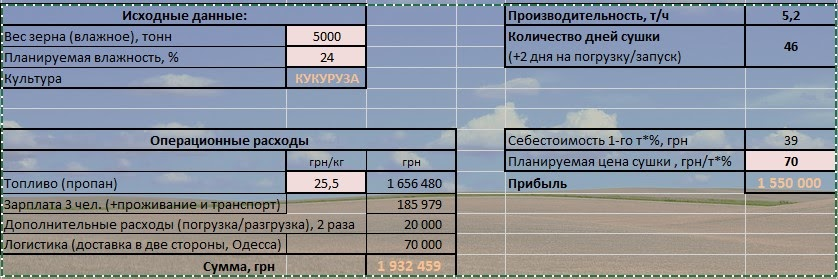 Исходные данные:
Вес зерна (влажное), тонн 5000
Планируемая влажность, % 24
Культура КУКУРУЗА
Производительность, т/ч 5,2
Количество дней сушки
(+2 дня на погрузку/запуск) 46
Операционные расходы
грн/кг грн
Топливо (пропан) 25,5 1 656 480
Зарплата 3 чел. (+проживание и транспорт) 185 979
Дополнительные расходы (погрузка/разгрузка), 2 раза 20 000
Логистика (доставка в две стороны, Одесса) 70 000
Сумма, грн 1 932 459
Себестоимость 1-го т*%, грн 39
Планируемая цена сушки , грн/т*% 70
Прибыль 1 550 000